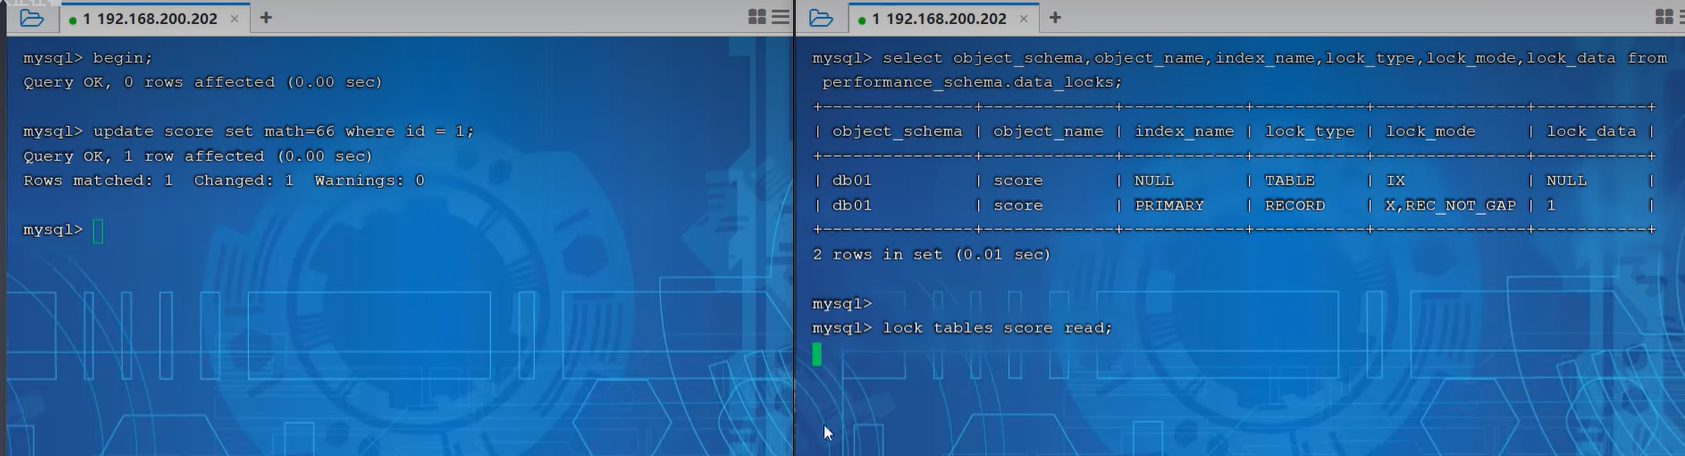 1 192.168.200.202 × +
mysql> begin;
Query OK, 0 rows affected (0.00 sec)
mysql> update score set math=66 where id = 1;
Query OK, 1 row affected (0.00 sec)
Rows matched: 1  Changed: 1  Warnings: 0
mysql>
1 192.168.200.202 × +
mysql> select object_schema,object_name,index_name,lock_type,lock_mode,lock_data from
performance_schema.data_locks;
+---------------+-------------+------------+-----------+---------------+-----------+
| object_schema | object_name | index_name | lock_type | lock_mode     | lock_data |
+---------------+-------------+------------+-----------+---------------+-----------+
| db01          | score       | NULL       | TABLE     | IX            | NULL      |
| db01          | score       | PRIMARY    | RECORD    | X,REC_NOT_GAP | 1         |
+---------------+-------------+------------+-----------+---------------+-----------+
2 rows in set (0.01 sec)
mysql>
mysql> lock tables score read;